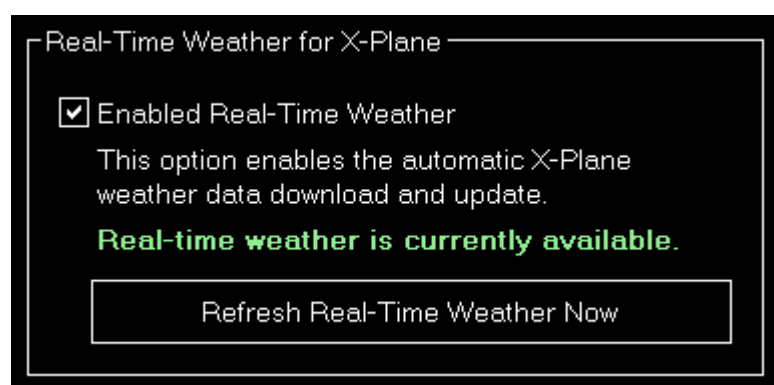 Real-Time Weather for X-Plane
Enabled Real-Time Weather
This option enables the automatic X-Plane
weather data download and update.
Real-time weather is currently available.
Refresh Real-Time Weather Now